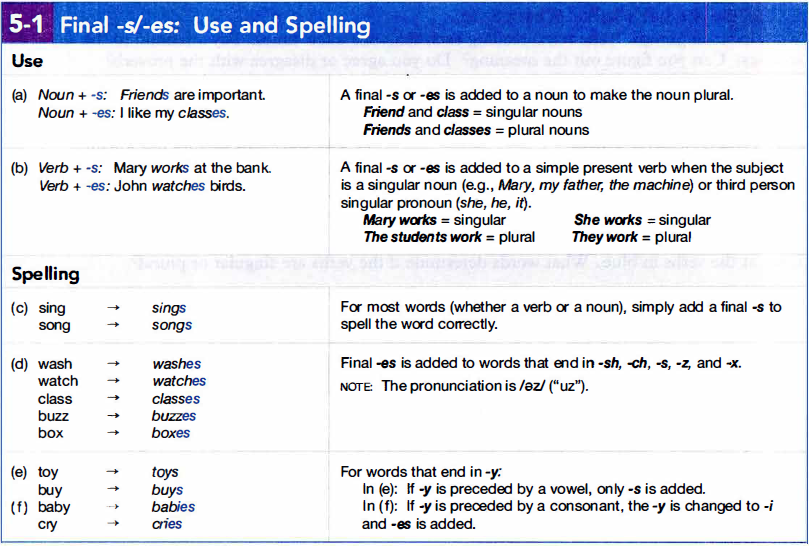 5-1 Final -s/-es: Use and Spelling
Use
(a) Noun + -s: Friends are important.
Noun + -es: I like my classes.
A final -s or -es is added to a noun to make the noun plural.
Friend and class = singular nouns
Friends and classes = plural nouns
(b) Verb + -s: Mary works at the bank.
Verb + -es: John watches birds.
A final -s or -es is added to a simple present verb when the subject
is a singular noun (e.g., Mary, my father, the machine) or third person
singular pronoun (she, he, it).
Mary works = singular She works = singular
The students work = plural They work = plural
Spelling
(c) sing → sings
song → songs
For most words (whether a verb or a noun), simply add a final -s to
spell the word correctly.
(d) wash → washes
watch → watches
class → classes
buzz → buzzes
box → boxes
Final -es is added to words that end in -sh, -ch, -s, -z, and -x.
NOTE: The pronunciation is /əz/ ("uz").
(e) toy → toys
buy → buys
(f) baby → babies
cry → cries
For words that end in -y:
In (e): If -y is preceded by a vowel, only -s is added.
In (f): If -y is preceded by a consonant, the -y is changed to -i
and -es is added.